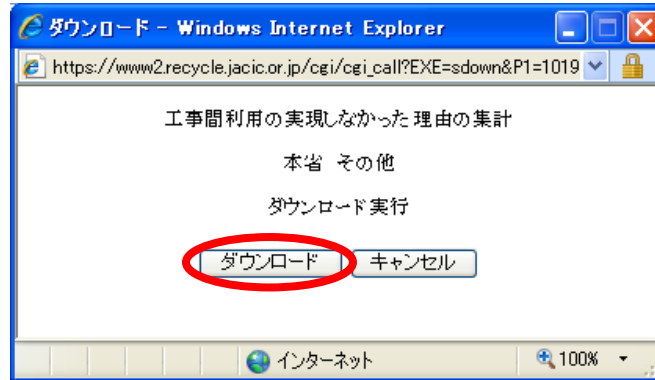 ダウンロード - Windows Internet Explorer
https://www2.recycle.jacic.or.jp/cgi/cgi_call?EXE=sdown&P1=1019
工事間利用の実現しなかった理由の集計
本省 その他
ダウンロード実行
ダウンロード キャンセル
インターネット 100%